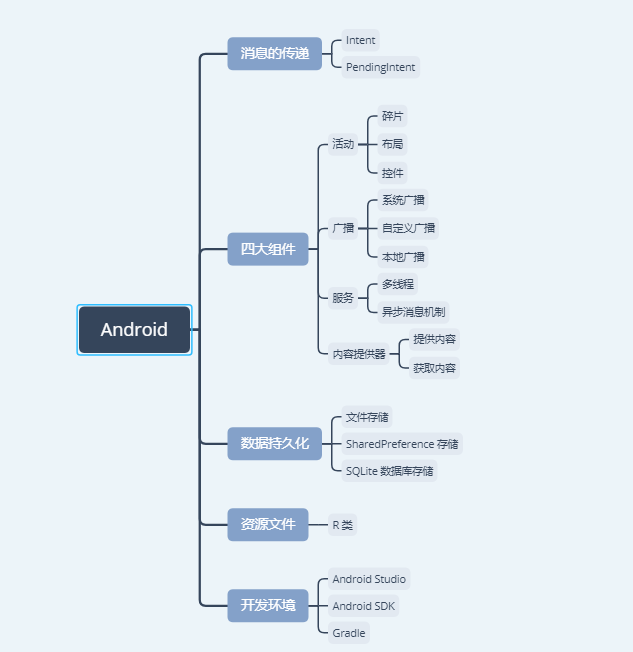 Android
消息的传递
Intent
PendingIntent
四大组件
活动
碎片
布局
控件
广播
系统广播
自定义广播
本地广播
服务
多线程
异步消息机制
内容提供器
提供内容
获取内容
数据持久化
文件存储
SharedPreference 存储
SQLite 数据库存储
资源文件
R 类
开发环境
Android Studio
Android SDK
Gradle